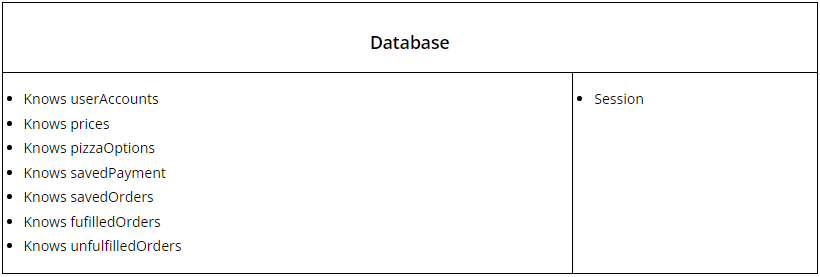 Database
Knows userAccounts
Knows prices
Knows pizzaOptions
Knows savedPayment
Knows savedOrders
Knows fufilledOrders
Knows unfulfilledOrders
Session